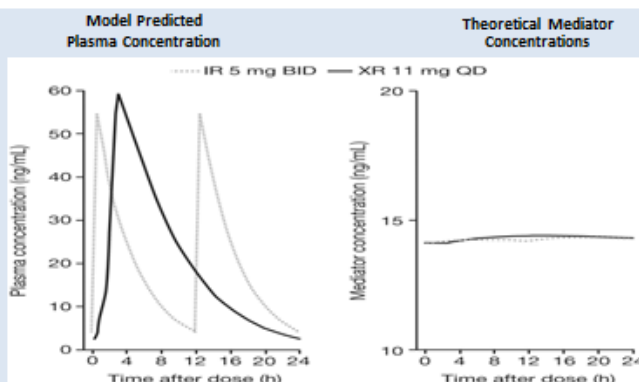 Model Predicted
Plasma Concentration
Theoretical Mediator
Concentrations
IR 5 mg BID
XR 11 mg QD
Plasma concentration (ng/mL)
60
50
40
30
20
10
0
0 4 8 12 16 20 24
Time after dose (h)
Mediator concentration (ng/mL)
20
15
10
0 4 8 12 16 20 24
Time after dose (h)